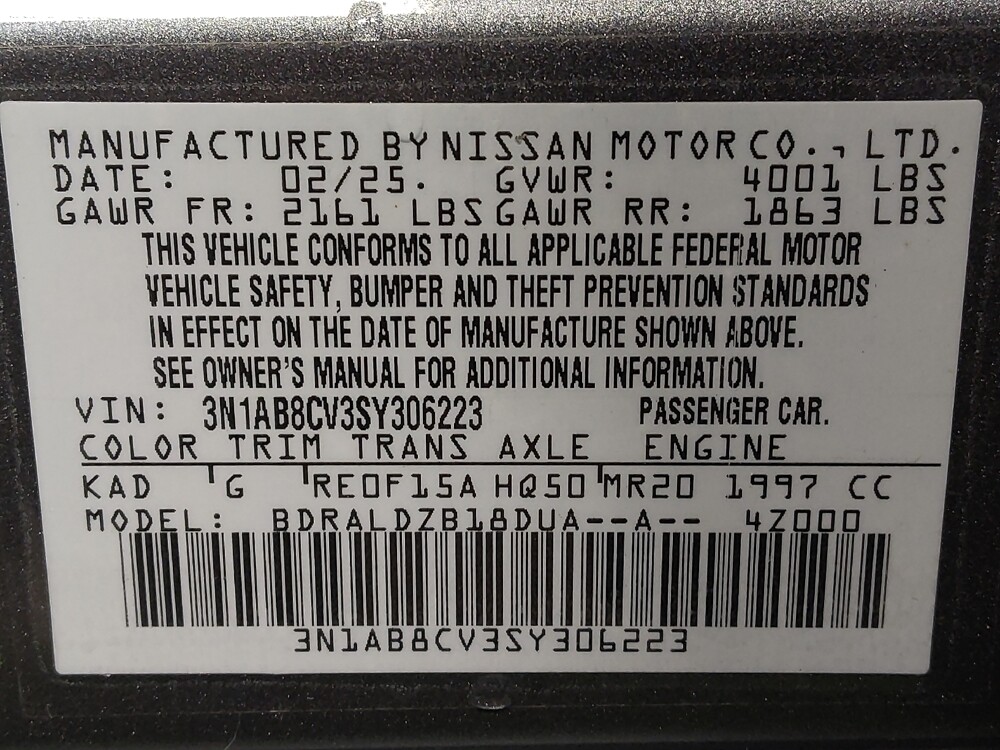 MANUFACTURED BY NISSAN MOTOR CO., LTD.
DATE: 02/25. GVWR: 4001 LBS
GAWR FR: 2161 LBS GAWR RR: 1863 LBS
THIS VEHICLE CONFORMS TO ALL APPLICABLE FEDERAL MOTOR
VEHICLE SAFETY, BUMPER AND THEFT PREVENTION STANDARDS
IN EFFECT ON THE DATE OF MANUFACTURE SHOWN ABOVE.
SEE OWNER'S MANUAL FOR ADDITIONAL INFORMATION.
VIN: 3N1AB8CV3SY306223 PASSENGER CAR.
COLOR TRIM TRANS AXLE ENGINE
KAD G RE0F15A HQ50 MR20 1997 CC
MODEL: BDRALDZB18DUA--A-- 4Z000
3N1AB8CV3SY306223